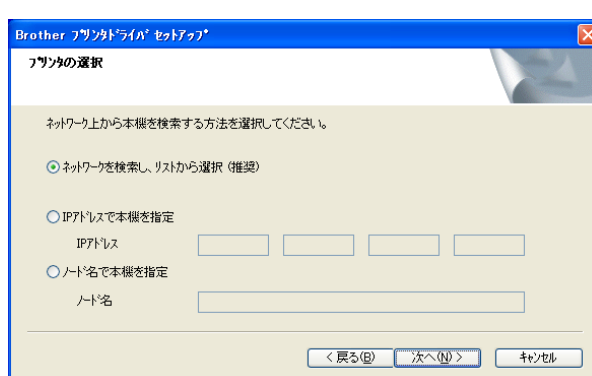 Brother ﾌﾟﾘﾝﾀﾄﾞﾗｲﾊﾞ ｾｯﾄｱｯﾌﾟ
ﾌﾟﾘﾝﾀの選択
ﾈｯﾄﾜｰｸ上から本機を検索する方法を選択してください。
ﾈｯﾄﾜｰｸを検索し、ﾘｽﾄから選択 (推奨)
IPｱﾄﾞﾚｽで本機を指定
IPｱﾄﾞﾚｽ
ﾉｰﾄﾞ名で本機を指定
ﾉｰﾄﾞ名
< 戻る(B) 次へ(N) > ｷｬﾝｾﾙ